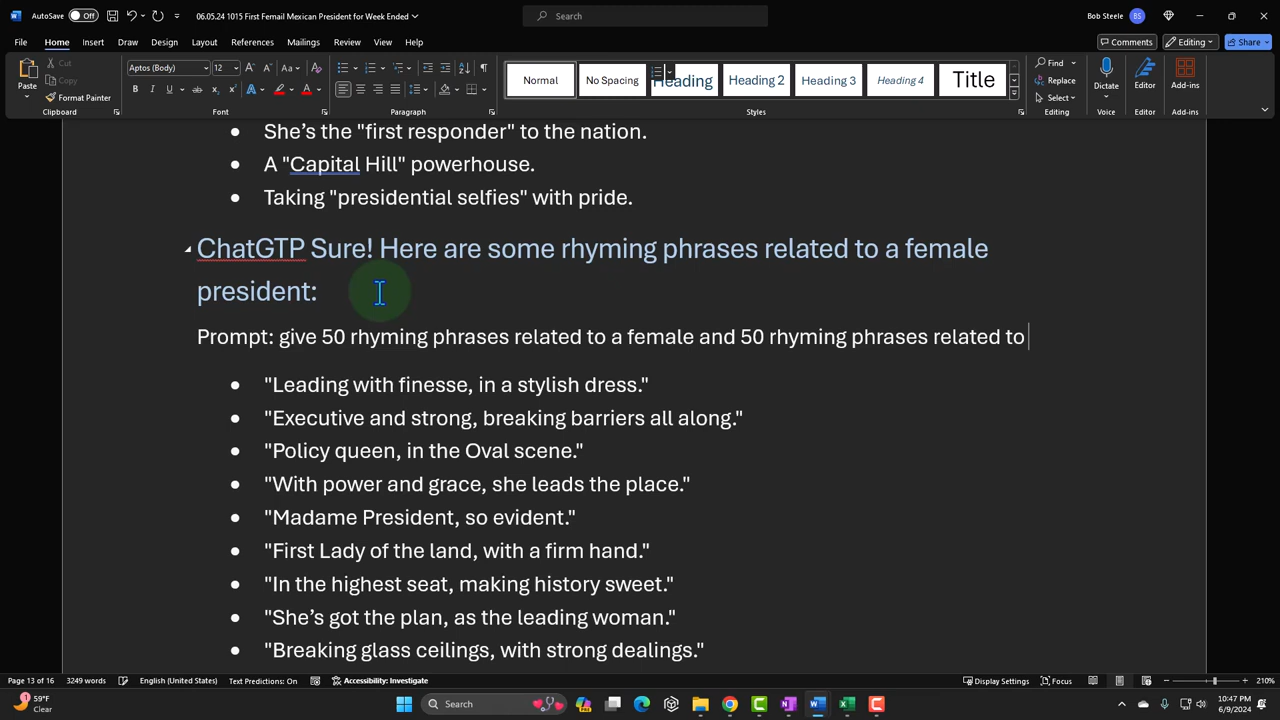 AutoSave Off 06.05.24 1015 First Femail Mexican President for Week Ended Search Bob Steele BS
File Home Insert Draw Design Layout References Mailings Review View Help Comments Editing Share
Cut
Copy
Paste Format Painter
Aptos (Body) 12
Normal No Spacing Heading Heading 2 Heading 3 Heading 4 Title
Find
Replace
Select
Dictate Editor Add-ins
Clipboard Font Paragraph Styles Editing Voice Editor Add-ins
• She’s the "first responder" to the nation.
• A "Capital Hill" powerhouse.
• Taking "presidential selfies" with pride.
ChatGTP Sure! Here are some rhyming phrases related to a female
president:
Prompt: give 50 rhyming phrases related to a female and 50 rhyming phrases related to
• "Leading with finesse, in a stylish dress."
• "Executive and strong, breaking barriers all along."
• "Policy queen, in the Oval scene."
• "With power and grace, she leads the place."
• "Madame President, so evident."
• "First Lady of the land, with a firm hand."
• "In the highest seat, making history sweet."
• "She’s got the plan, as the leading woman."
• "Breaking glass ceilings, with strong dealings."
Page 13 of 16 3249 words English (United States) Text Predictions: On Accessibility: Investigate Display Settings Focus 210%
59°F
Clear
Search
10:47 PM
6/9/2024